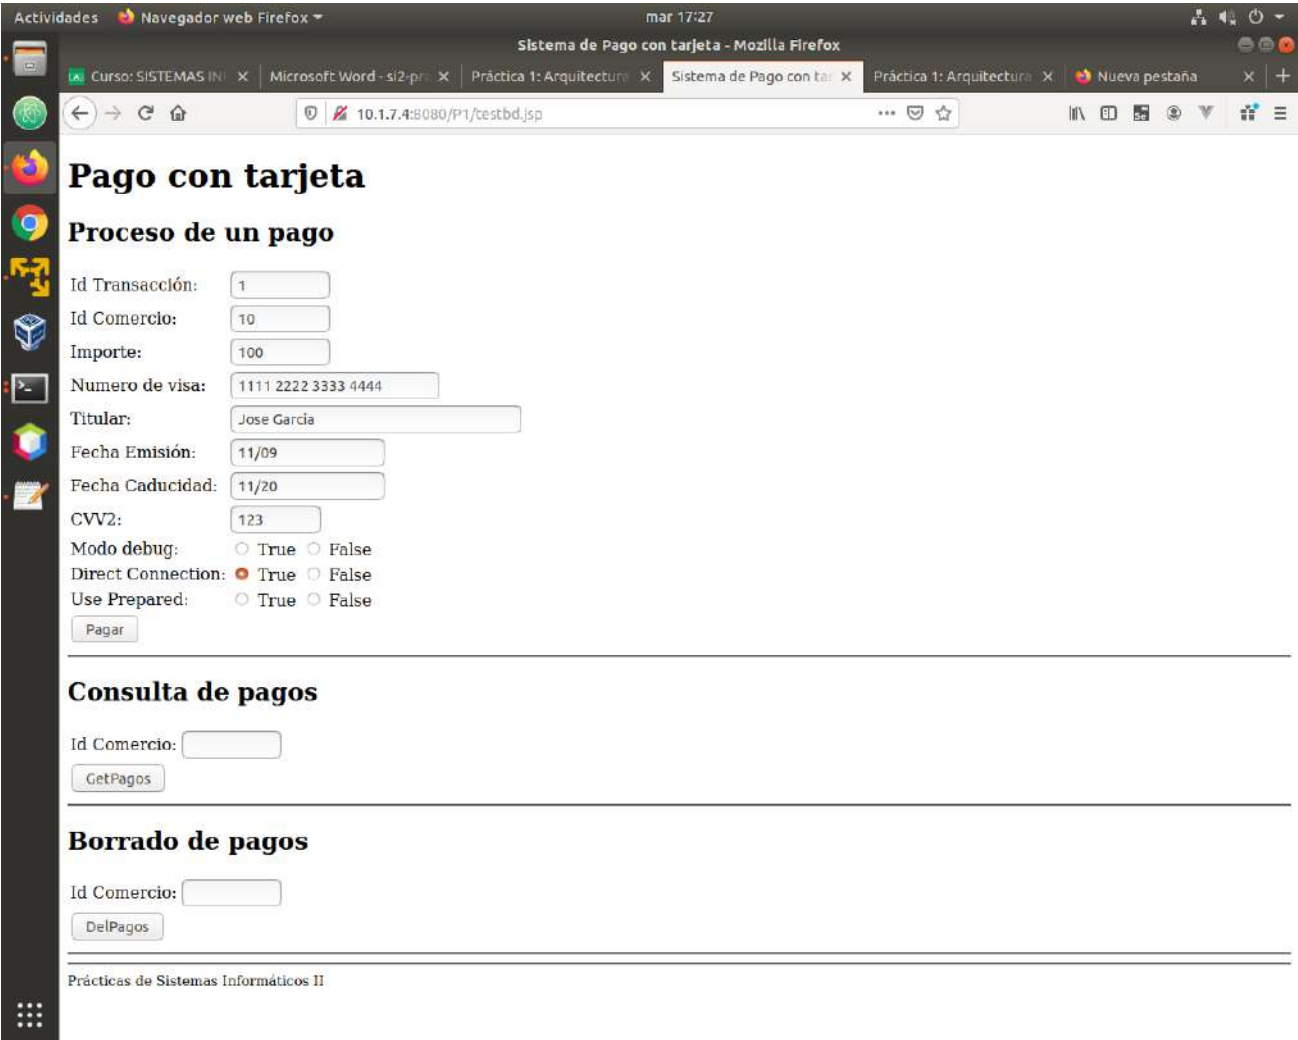 Actividades Navegador web Firefox mar 17:27
Sistema de Pago con tarjeta - Mozilla Firefox
Curso: SISTEMAS IN Microsoft Word - si2-pr Práctica 1: Arquitectura Sistema de Pago con tar Práctica 1: Arquitectura Nueva pestaña
10.1.7.4:8080/P1/testbd.jsp
Pago con tarjeta
Proceso de un pago
Id Transacción: 1
Id Comercio: 10
Importe: 100
Numero de visa: 1111 2222 3333 4444
Titular: Jose Garcia
Fecha Emisión: 11/09
Fecha Caducidad: 11/20
CVV2: 123
Modo debug: True False
Direct Connection: True False
Use Prepared: True False
Pagar
Consulta de pagos
Id Comercio:
GetPagos
Borrado de pagos
Id Comercio:
DelPagos
Prácticas de Sistemas Informáticos II